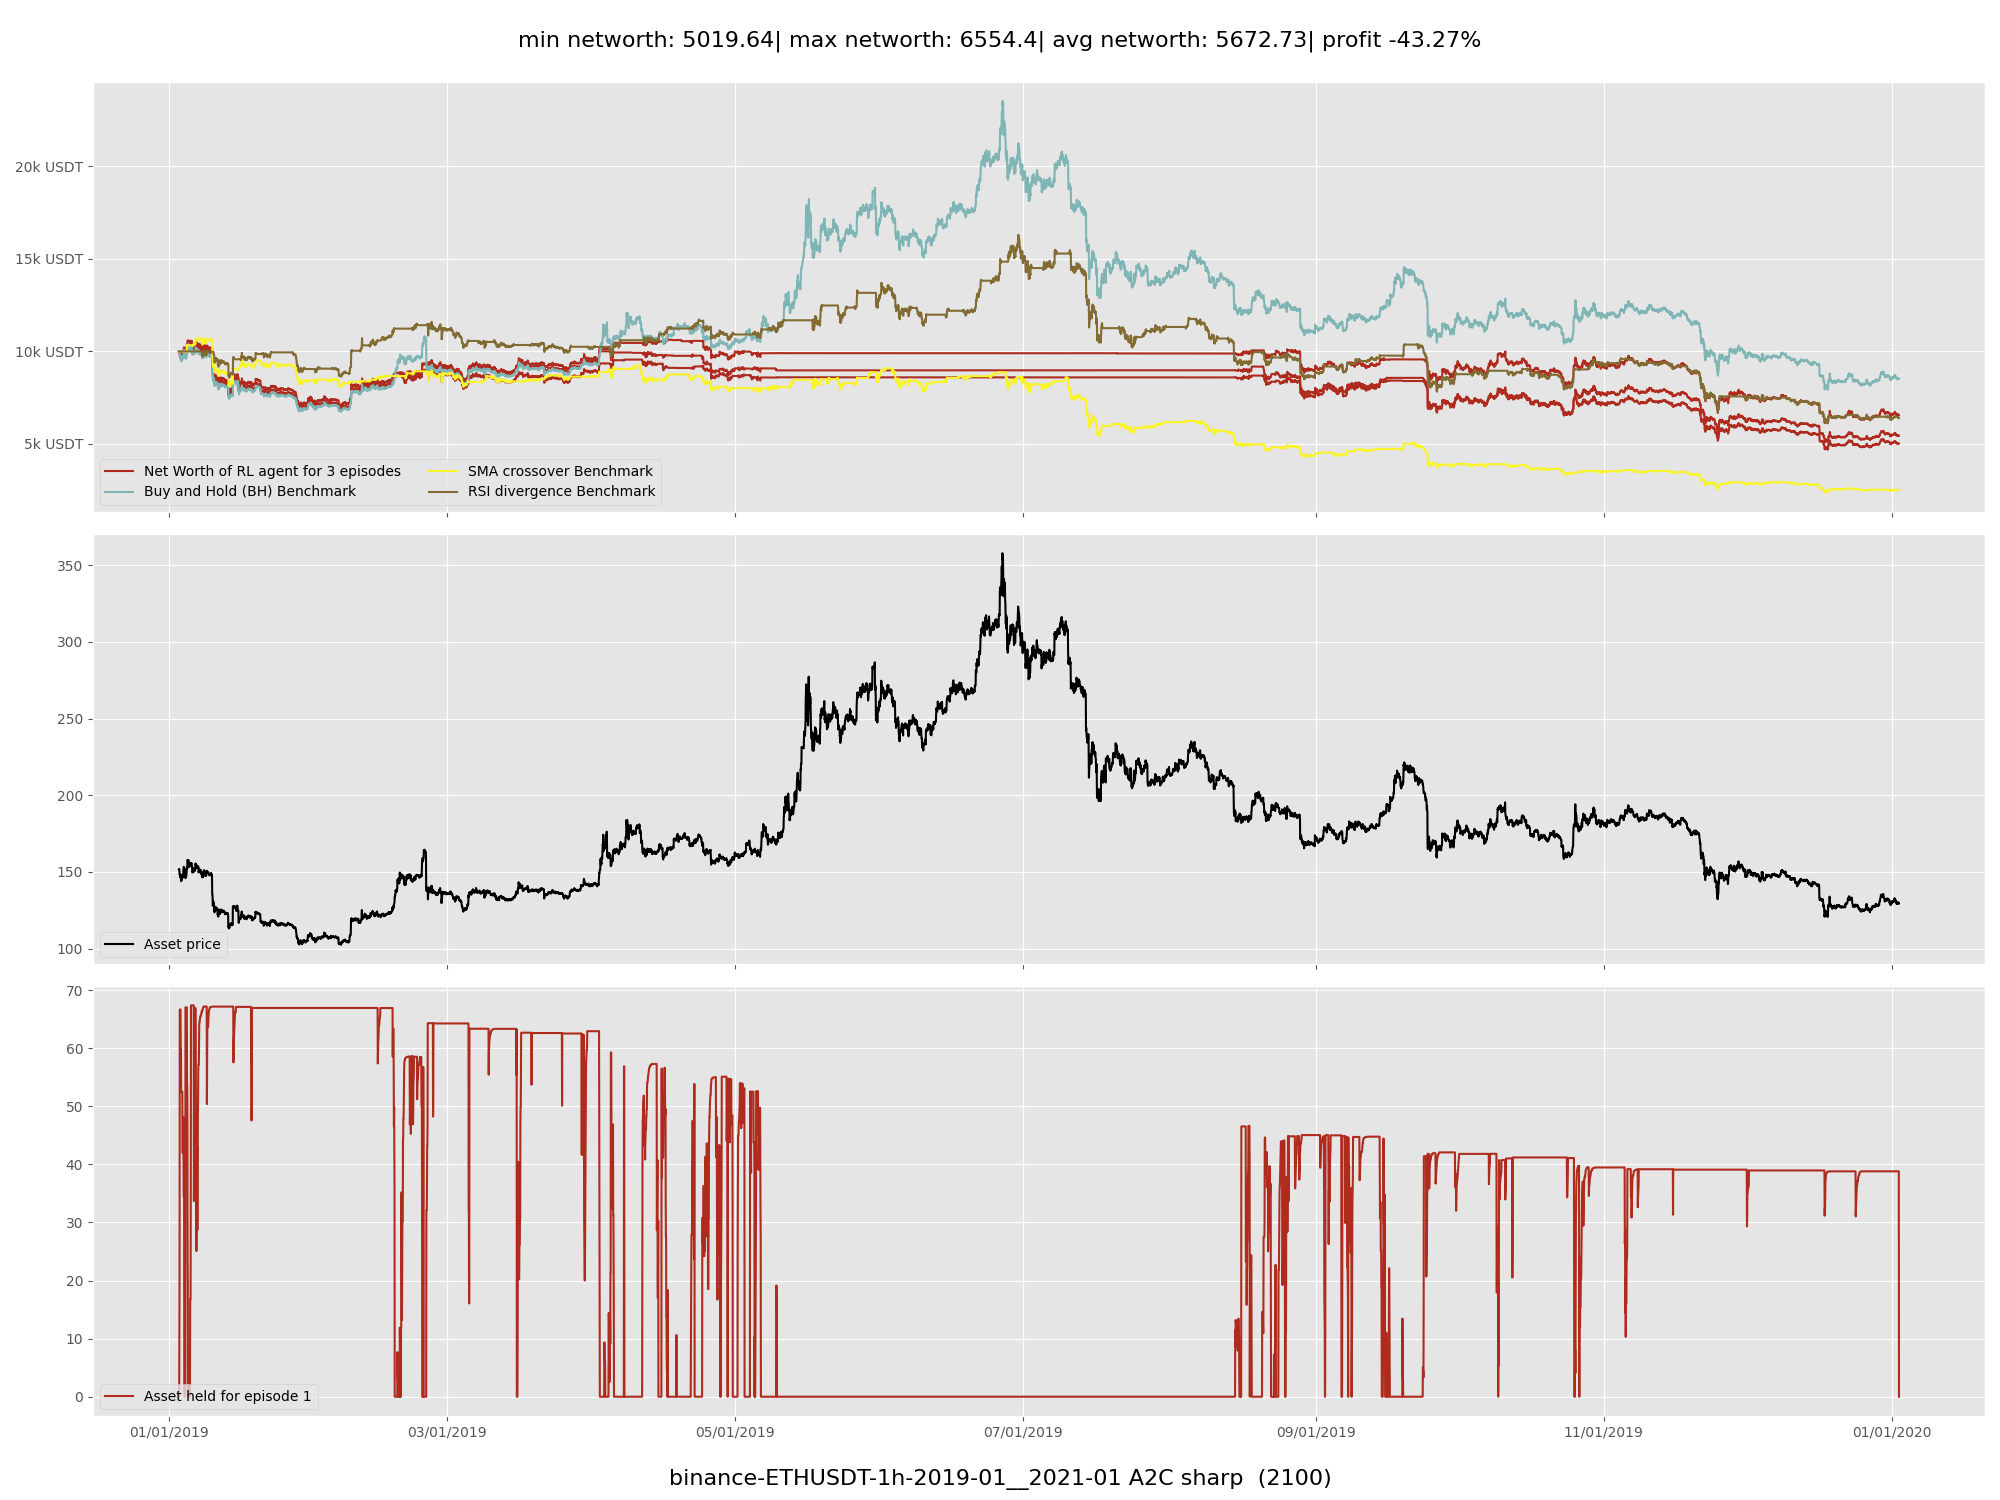 min networth: 5019.64| max networth: 6554.4| avg networth: 5672.73| profit -43.27%
20k USDT
15k USDT
10k USDT
5k USDT
Net Worth of RL agent for 3 episodes
Buy and Hold (BH) Benchmark
SMA crossover Benchmark
RSI divergence Benchmark
350
300
250
200
150
100
Asset price
70
60
50
40
30
20
10
0
Asset held for episode 1
01/01/2019 03/01/2019 05/01/2019 07/01/2019 09/01/2019 11/01/2019 01/01/2020
binance-ETHUSDT-1h-2019-01__2021-01 A2C sharp (2100)